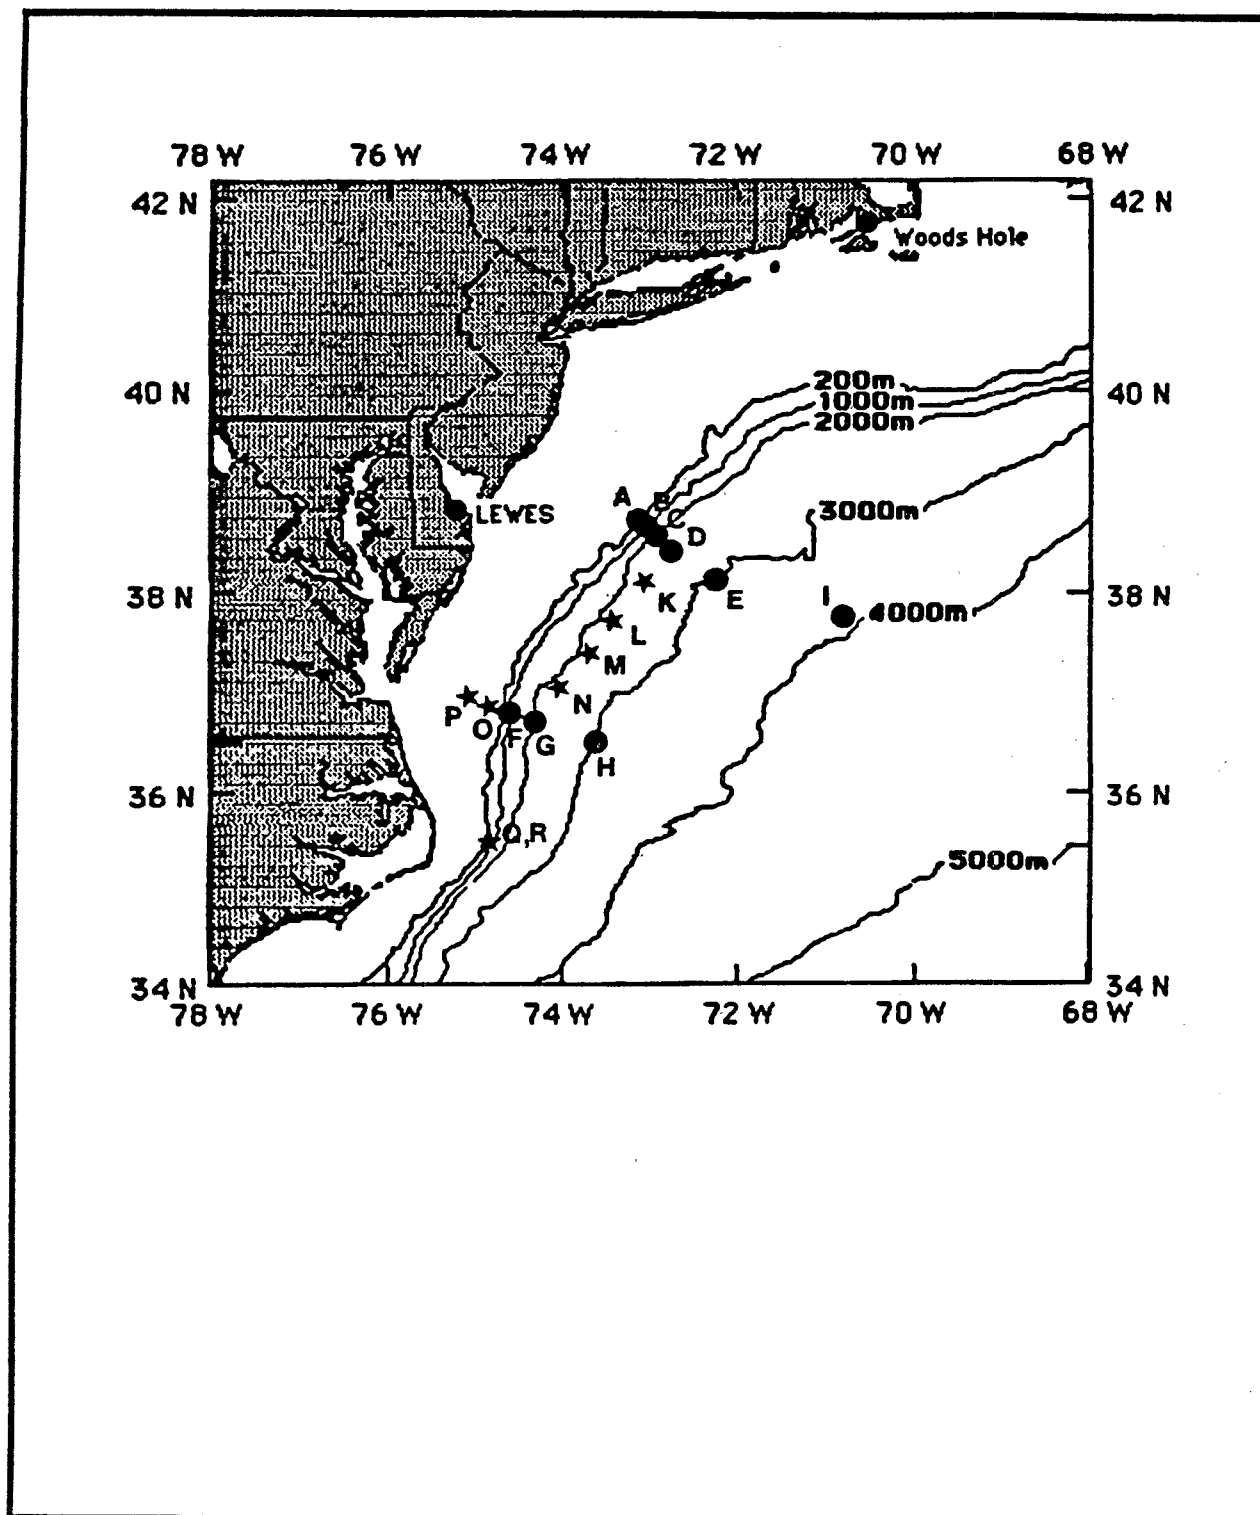 78 W 76 W 74 W 72 W 70 W 68 W
42 N 42 N
Woods Hole
40 N 200m 40 N
1000m
2000m
A B
LEWES C 3000m
D
38 N K E I 4000m 38 N
L
M
P O F G N
H
36 N 36 N
Q,R
5000m
34 N 34 N
78 W 76 W 74 W 72 W 70 W 68 W